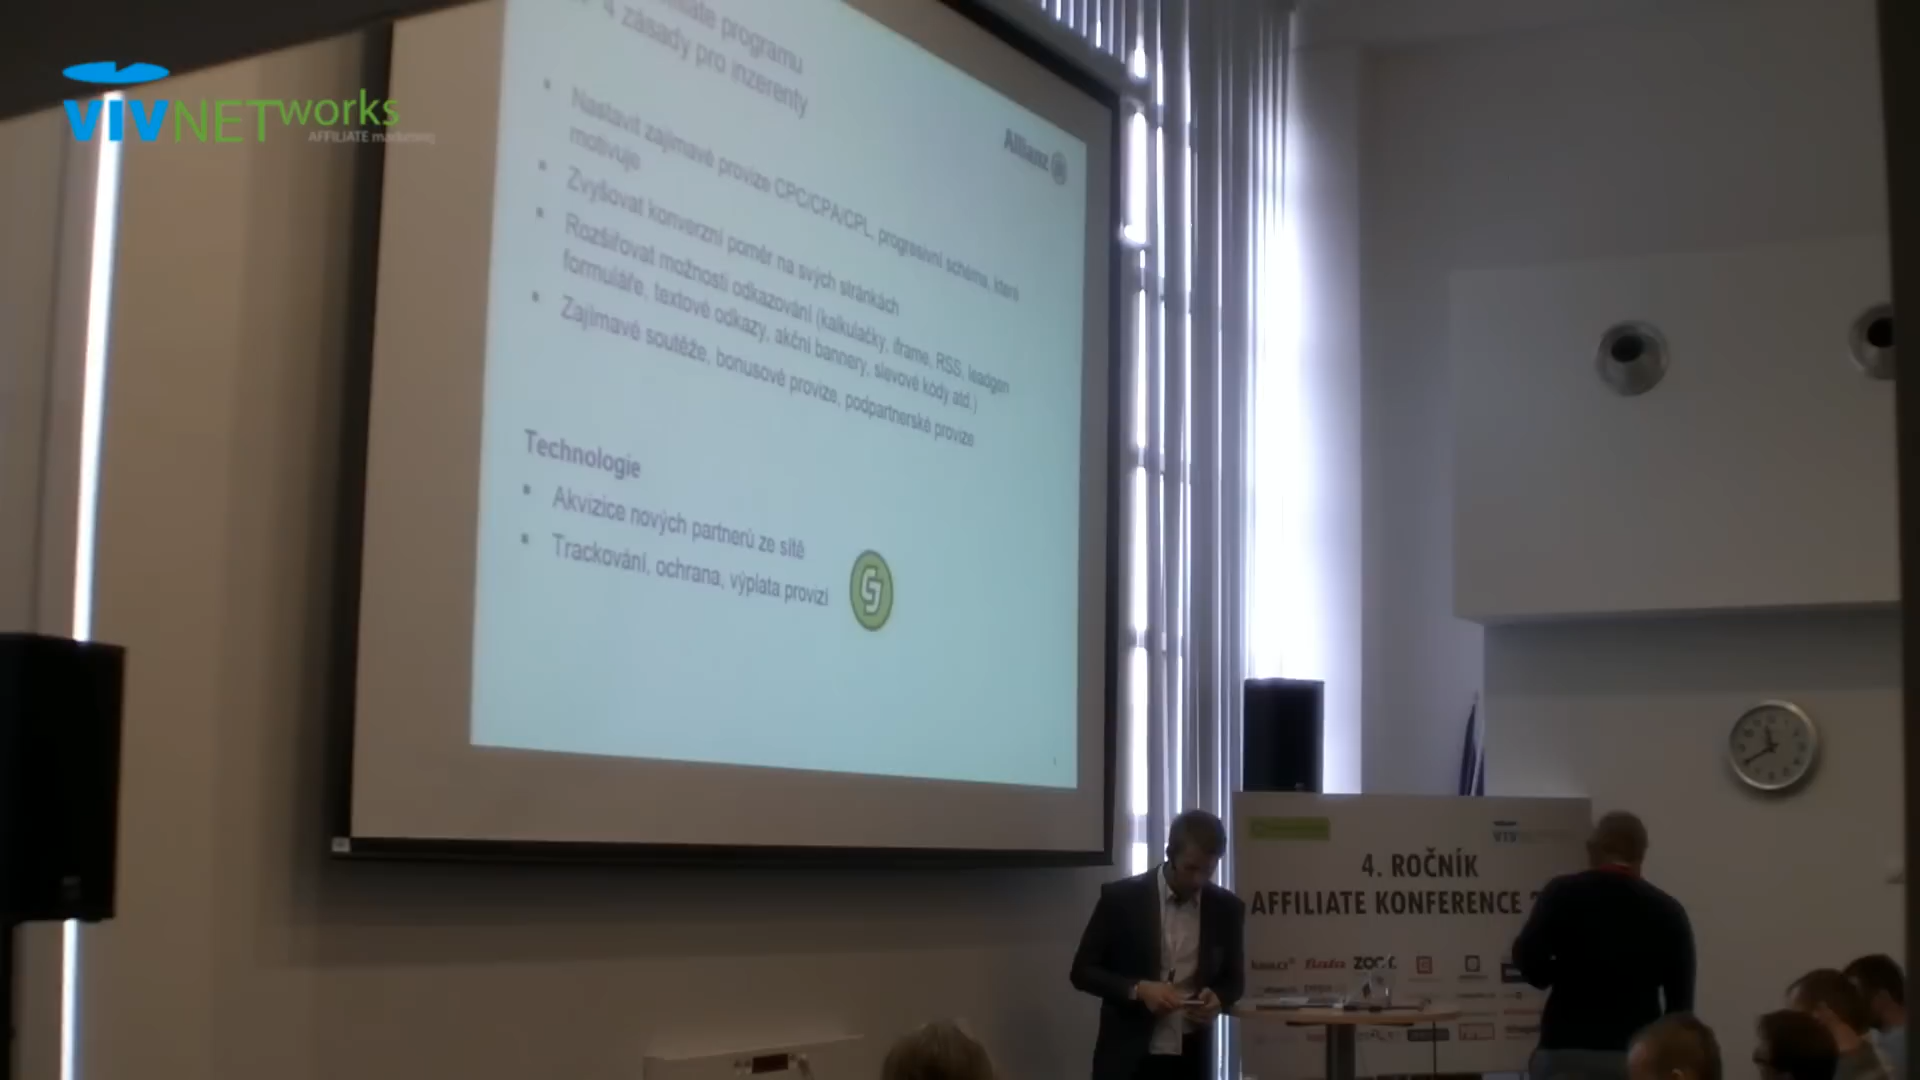 VIVNETworks
AFFILIATE marketing
programu
4 zásady pro inzerenty
Allianz
Nastavit zajímavé provize CPC/CPA/CPL, progresivní schéma, které
motivuje
Zvyšovat konverzní poměr na svých stránkách
Rozšiřovat možnosti odkazování (kalkulačky, iframe, RSS, leadgen
formuláře, textové odkazy, akční bannery, slevové kódy atd.)
Zajímavé soutěže, bonusové provize, podpartnerské provize
Technologie
Akvizice nových partnerů ze sítě
Trackování, ochrana, výplata provizí
VIV
4. ROČNÍK
AFFILIATE KONFERENCE